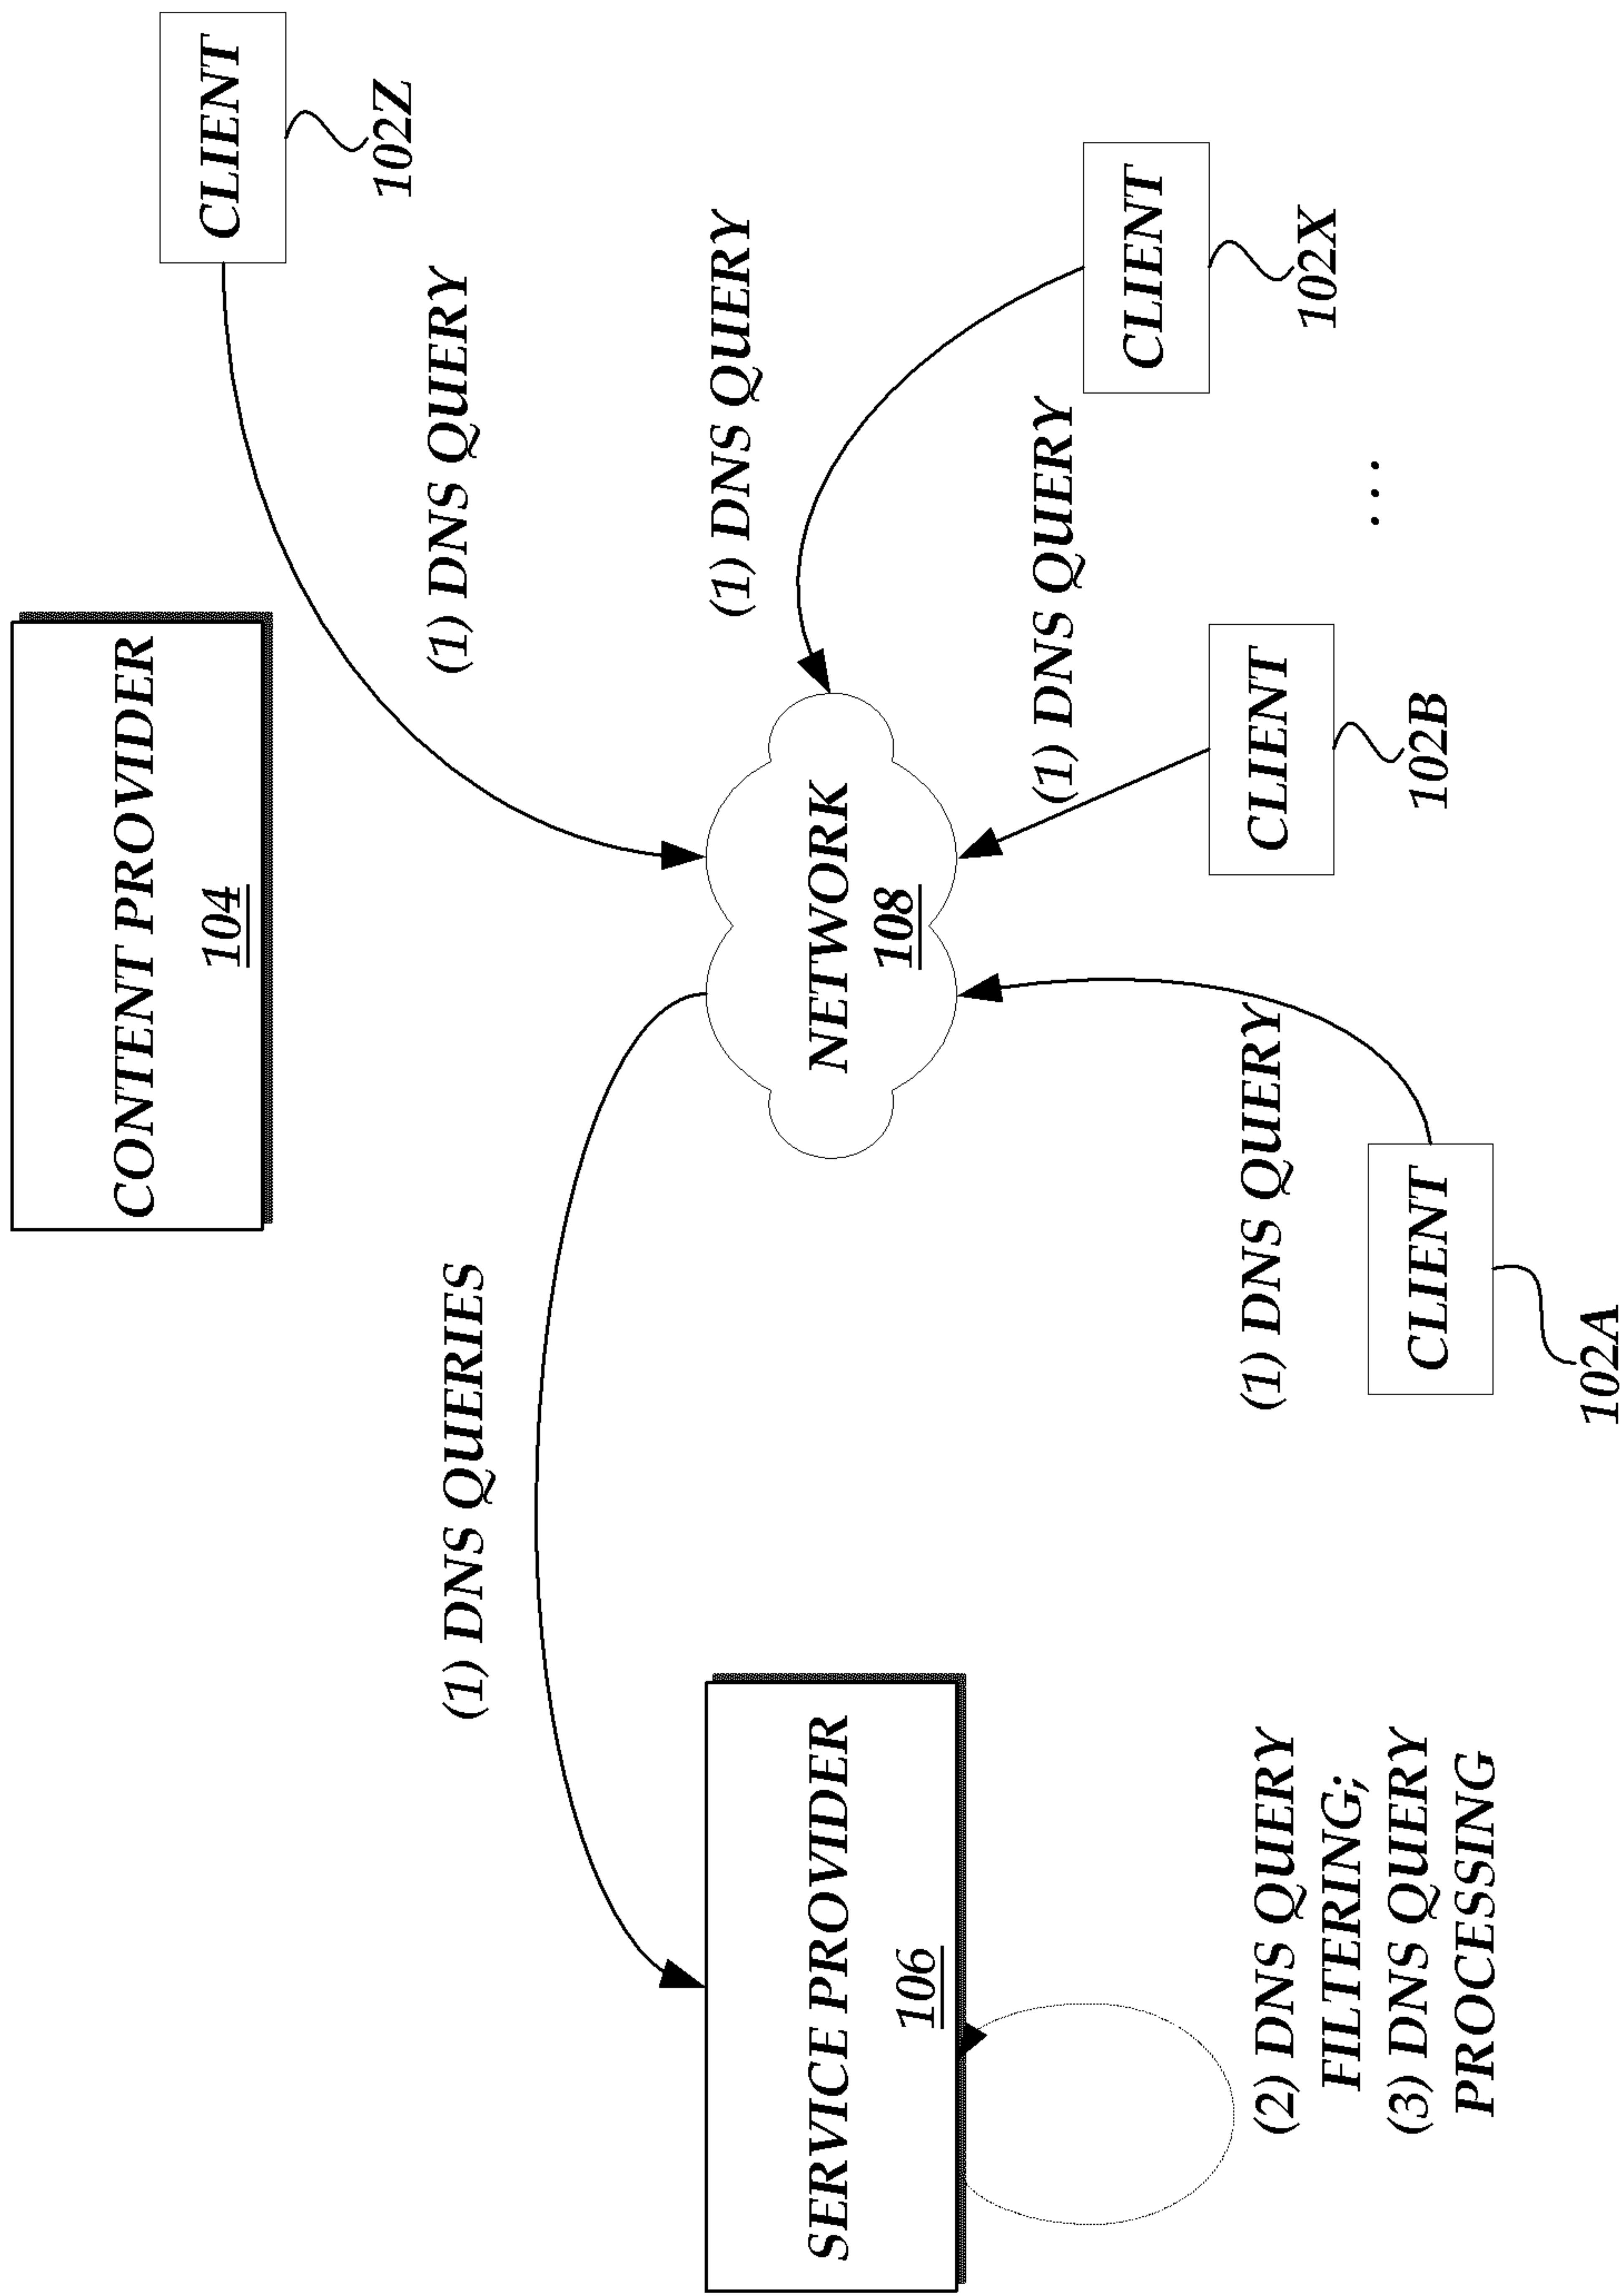 CONTENT PROVIDER
104
CLIENT
102Z
(1) DNS QUERIES
(1) DNS QUERY
(1) DNS QUERY
SERVICE PROVIDER
106
NETWORK
108
(1) DNS QUERY
CLIENT
102X
CLIENT
102B
...
(1) DNS QUERY
CLIENT
102A
(2) DNS QUERY
FILTERING;
(3) DNS QUERY
PROCESSING